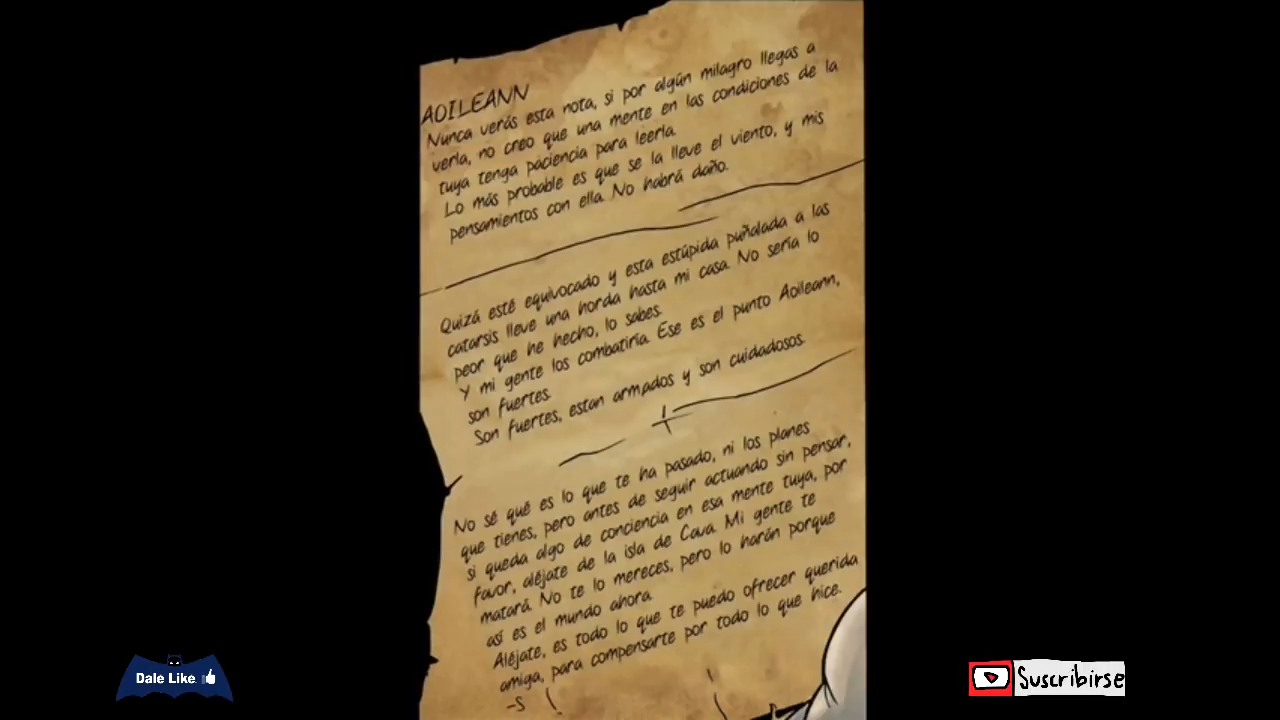 AOILEANN
Nunca verás esta nota, si por algún milagro llegas a
verla, no creo que una mente en las condiciones de la
tuya tenga paciencia para leerla.
Lo más probable es que se la lleve el viento, y mis
pensamientos con ella. No habrá daño.
Quizá esté equivocado y esta estúpida puñalada a las
catarsis lleve una horda hasta mi casa. No sería lo
peor que he hecho, lo sabes.
Y mi gente los combatiría. Ese es el punto Aoileann,
son fuertes.
Son fuertes, estan armados y son cuidadosos.
No sé qué es lo que te ha pasado, ni los planes
que tienes, pero antes de seguir actuando sin pensar,
si queda algo de conciencia en esa mente tuya, por
favor, aléjate de la isla de Cava. Mi gente te
matará. No te lo mereces, pero lo harán porque
así es el mundo ahora.
Aléjate, es todo lo que te puedo ofrecer querida
amiga, para compensarte por todo lo que hice.
-S
Dale Like
Suscribirse